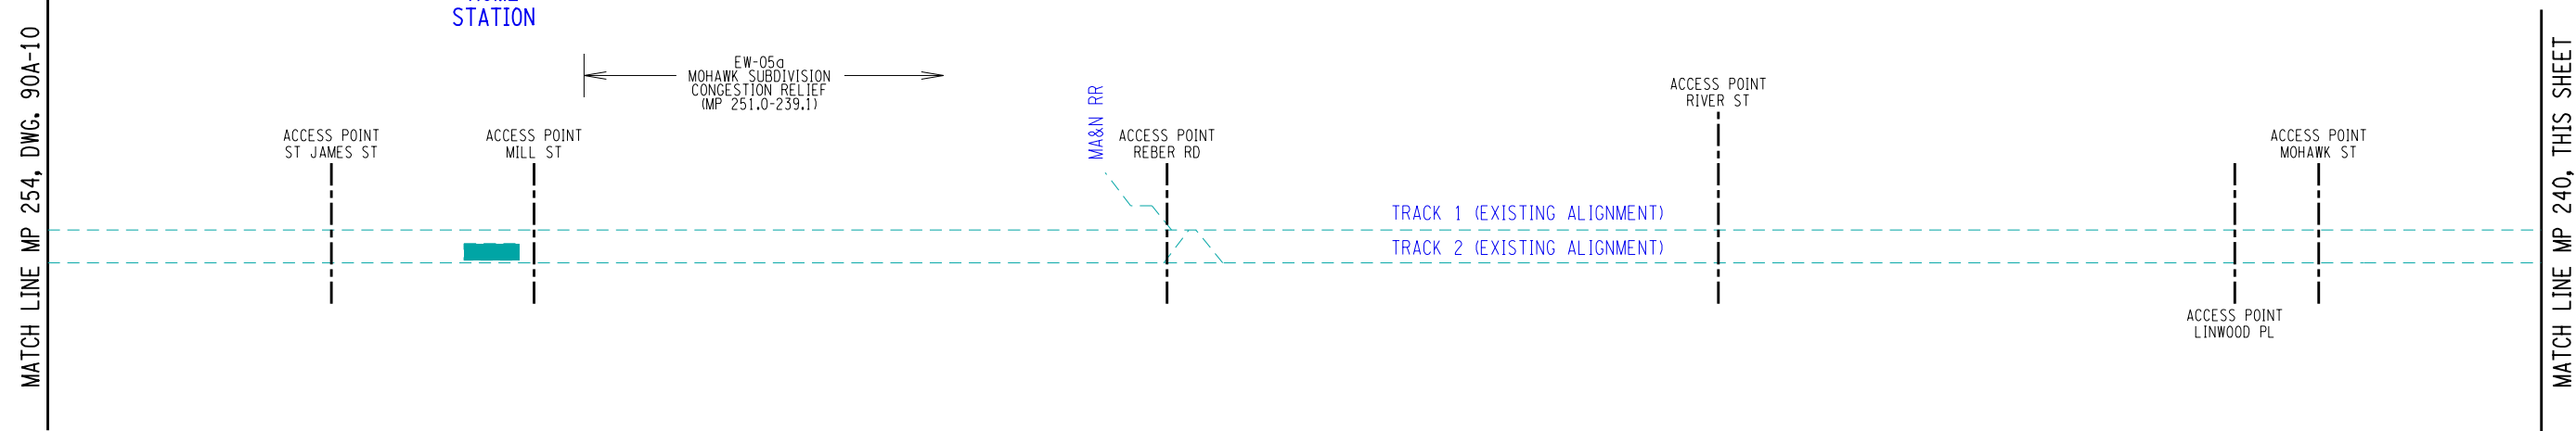 STATION
MATCH LINE MP 254, DWG. 90A-10
EW-05a
MOHAWK SUBDIVISION
CONGESTION RELIEF
(MP 251.0-239.1)
ACCESS POINT
ST JAMES ST
ACCESS POINT
MILL ST
MA&N RR
ACCESS POINT
REBER RD
ACCESS POINT
RIVER ST
ACCESS POINT
MOHAWK ST
TRACK 1 (EXISTING ALIGNMENT)
TRACK 2 (EXISTING ALIGNMENT)
ACCESS POINT
LINWOOD PL
MATCH LINE MP 240, THIS SHEET